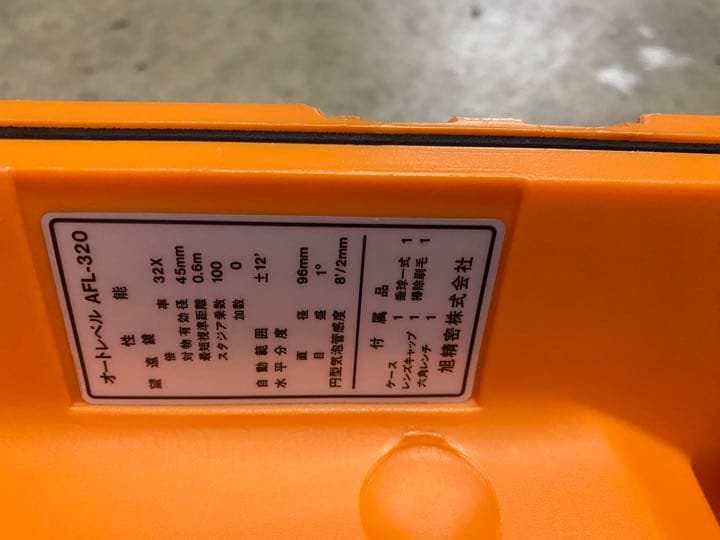 オートレベル AFL-320
性 能
望遠鏡
倍率 32X
対物有効径 45mm
最短視準距離 0.6m
スタジア乗数 100
加数 0
自動範囲 ±12'
水平分度
直径 96mm
目盛 1°
円型気泡管感度 8'/2mm
付属品
ケース 1 垂球一式 1
レンズキャップ 1 掃除刷毛 1
六角レンチ 1
旭精密株式会社